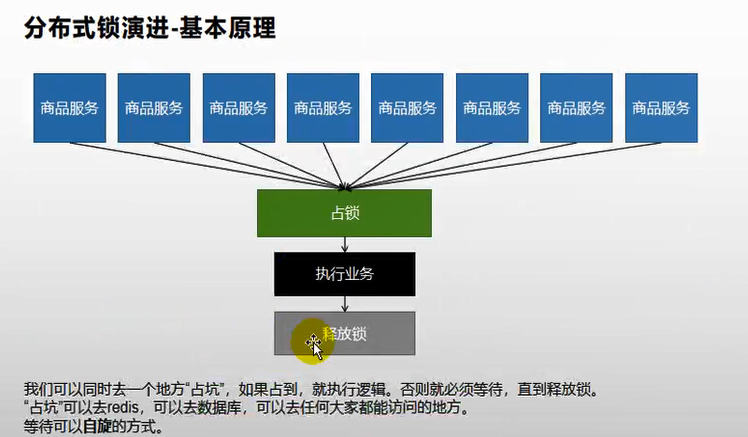 分布式锁演进-基本原理
商品服务 商品服务 商品服务 商品服务 商品服务 商品服务 商品服务 商品服务
占锁
执行业务
释放锁
我们可以同时去一个地方“占坑”，如果占到，就执行逻辑。否则就必须等待，直到释放锁。
“占坑”可以去redis，可以去数据库，可以去任何大家都能访问的地方。
等待可以自旋的方式。